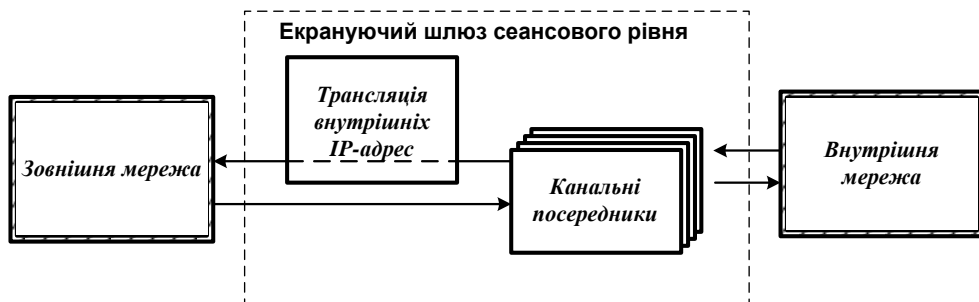 Екрануючий шлюз сеансового рівня
Трансляція
внутрішніх
IP-адрес
Зовнішня мережа
Канальні
посередники
Внутрішня
мережа